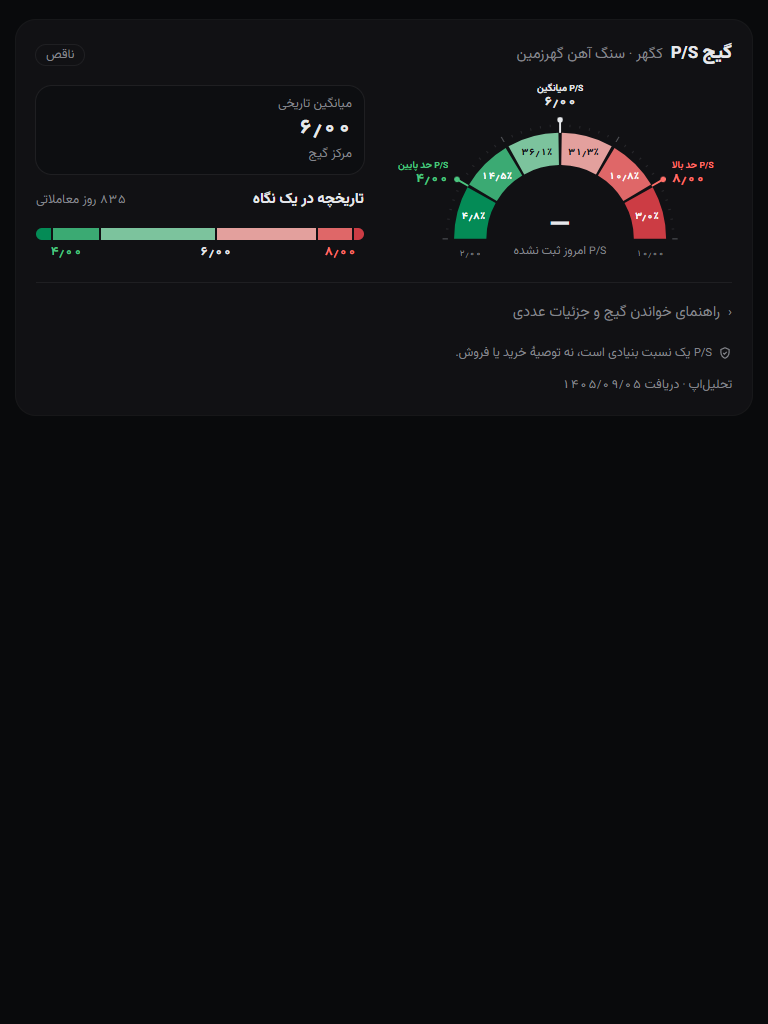 گیج P/S کگهر · سنگ آهن گهرزمین
ناقص
P/S میانگین
۶٫۰۰
P/S حد بالا
۸٫۰۰
P/S حد پایین
۴٫۰۰
۳٫۰٪
۱۰٫۸٪
۳۱٫۳٪
۳۶٫۱٪
۱۴٫۵٪
۴٫۸٪
—
P/S امروز ثبت نشده
۱۰٫۰۰
۲٫۰۰
میانگین تاریخی
۶٫۰۰
مرکز گیج
تاریخچه در یک نگاه
۸۳۵ روز معاملاتی
۸٫۰۰
۶٫۰۰
۴٫۰۰
‹ راهنمای خواندن گیج و جزئیات عددی
P/S یک نسبت بنیادی است، نه توصیهٔ خرید یا فروش.
تحلیل‌اپ · دریافت ۱۴۰۵/۰۹/۰۵